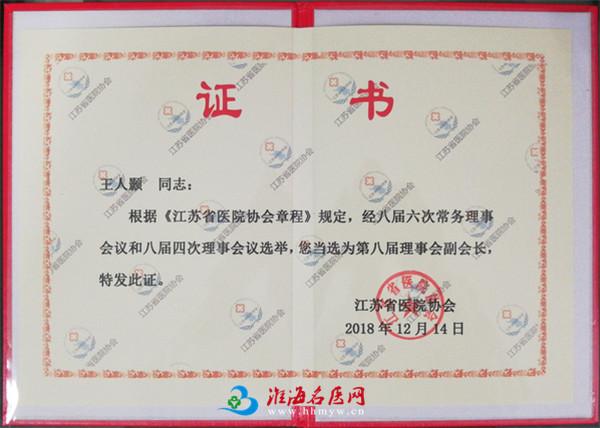 证 书
王人颢 同志:
根据《江苏省医院协会章程》规定, 经八届六次常务理事
会议和八届四次理事会议选举, 您当选为第八届理事会副会长,
特发此证。
江苏省医院协会
2018 年 12 月 14 日
淮海名医网
www.hhmyw.cn